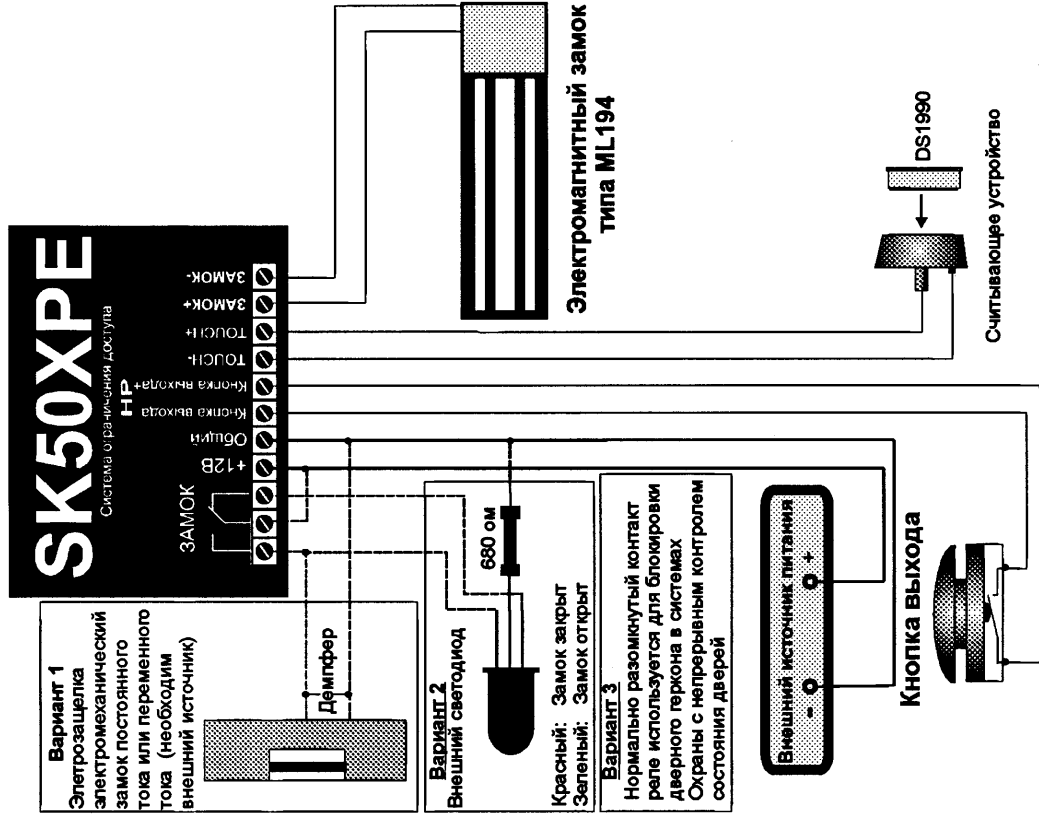 SK50XPE
Система ограничения доступа
HP
ЗАМОК
+12В
Общий
Кнопка выхода
Кнопка выхода+
TOUCH-
TOUCH+
ЗАМОК+
ЗАМОК-
Вариант 1
Элетрозащелка
электромеханический
замок постоянного
тока или переменного
тока (необходим
внешний источник)
Демпфер
Вариант 2
Внешний светодиод
680 ом
Красный: Замок закрыт
Зеленый: Замок открыт
Вариант 3
Нормально разомкнутый контакт
реле используется для блокировки
дверного геркона в системах
Охраны с непрерывным контролем
состояния дверей
Внешний источник питания
- +
Кнопка выхода
Электромагнитный замок
типа ML194
DS1990
Считывающее устройство